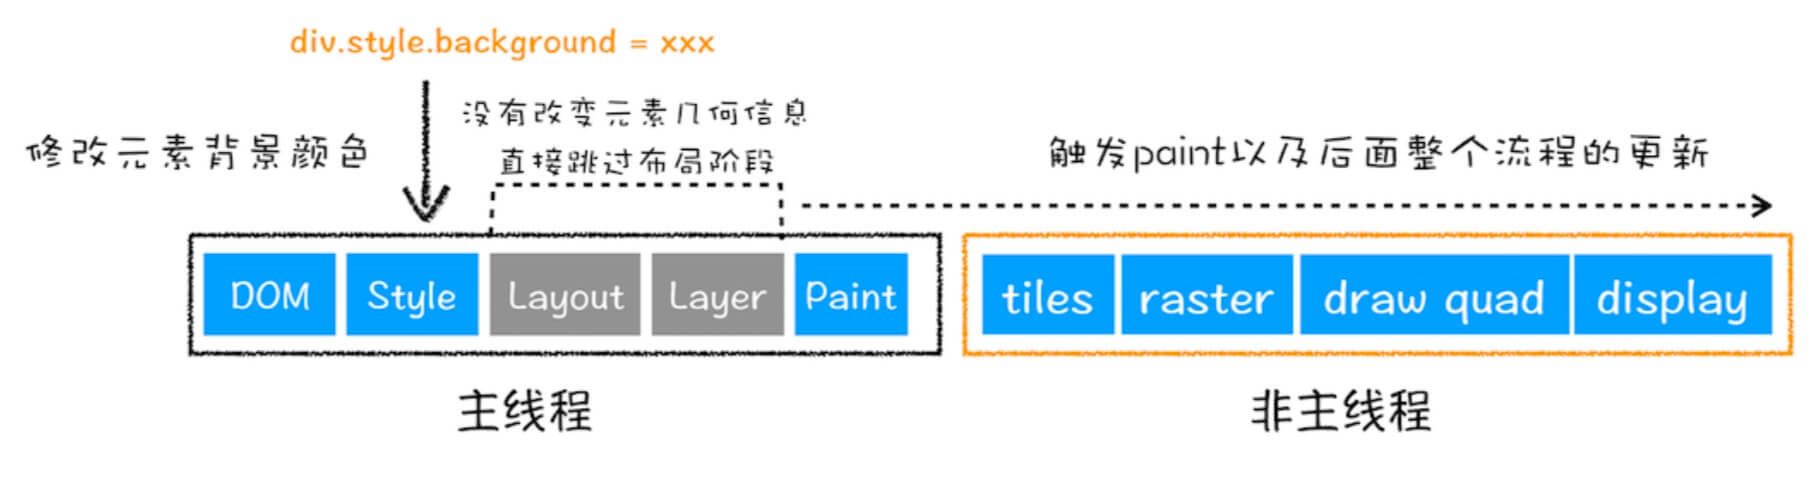 div.style.background = xxx
没有改变元素几何信息
修改元素背景颜色
直接跳过布局阶段
触发paint以及后面整个流程的更新
DOM
Style
Layout
Layer
Paint
tiles
raster
draw quad
display
主线程
非主线程